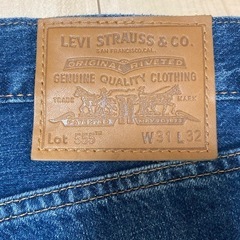 LEVI STRAUSS & CO.
SAN FRANCISCO, CAL.
ORIGINAL RIVETED
GENUINE QUALITY CLOTHING
TRADE MARK
Lot W31 L32